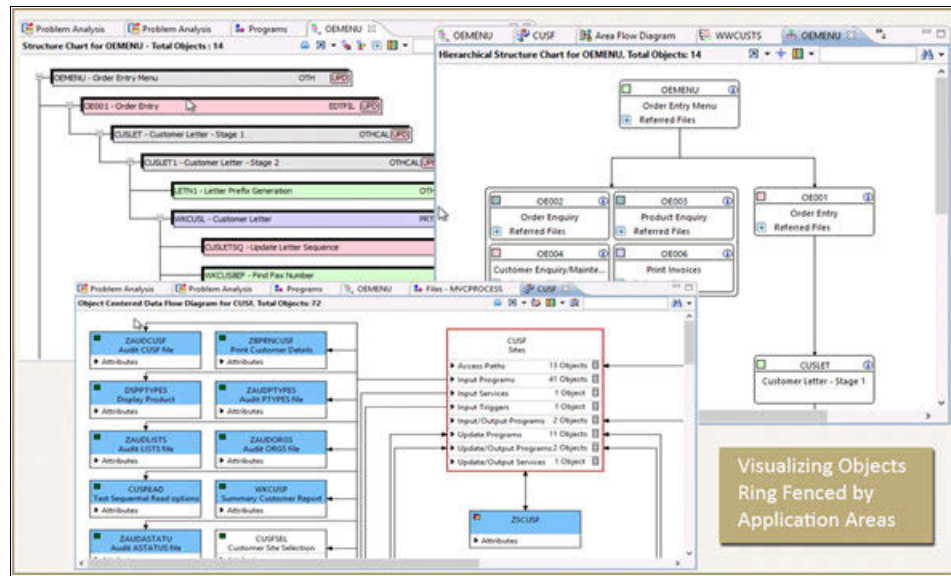 Problem Analysis
Problem Analysis
Programs
OEMENU
Structure Chart for OEMENU - Total Objects : 14
OEMENU - Order Entry Menu OTH UPD
OE001 - Order Entry EDTFIL UPD
CUSLET - Customer Letter - Stage 1 OTHCAL UPD
CUSLET1 - Customer Letter - Stage 2 OTHCAL UPD
LETN1 - Letter Prefix Generation OTH
WKCUSL - Customer Letter PRT
CUSLETSQ - Update Letter Sequence
WKCUSBEF - Find Fax Number
OEMENU
CUSF
Area Flow Diagram
WWCUSTS
OEMENU
Hierarchical Structure Chart for OEMENU, Total Objects: 14
OEMENU
Order Entry Menu
Referred Files
OE002
Order Enquiry
Referred Files
OE003
Product Enquiry
Referred Files
OE001
Order Entry
Referred Files
OE004
Customer Enquiry/Mainte...
OE006
Print Invoices
CUSLET
Customer Letter - Stage 1
Problem Analysis
Problem Analysis
Programs
OEMENU
Files - MVCPROCESS
CUSF
Object Centered Data Flow Diagram for CUSF, Total Objects: 72
ZAUDCUSF
Audit CUSF file
Attributes
ZBPRNCUSF
Print Customer Details
Attributes
DSPPTYPES
Display Product
Attributes
ZAUDPTYPES
Audit PTYPES file
Attributes
ZAUDLISTS
Audit LISTS file
Attributes
ZAUDORGS
Audit ORGS file
Attributes
CUSREAD
Test Sequential Read options
Attributes
WKCUSP
Summary Customer Report
Attributes
ZAUDASTATU
Audit ASTATUS file
CUSFSEL
Customer Site Selection
CUSF
Sites
Access Paths 13 Objects
Input Programs 41 Objects
Input Services 1 Object
Input Triggers 1 Object
Input/Output Programs 2 Objects
Update Programs 11 Objects
Update/Output Programs 2 Objects
Update/Output Services 1 Object
ZSCUSF
Attributes
Visualizing Objects
Ring Fenced by
Application Areas